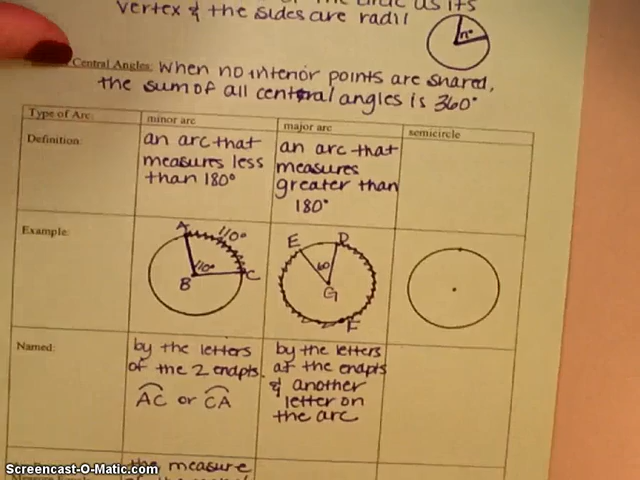 vertex & the sides are radii
n°
Central Angles: When no interior points are shared,
the sum of all central angles is 360°
Type of Arc:
minor arc
major arc
semicircle
Definition:
an arc that
measures less
than 180°
an arc that
measures
greater than
180°
Example:
A
110°
110°
B
C
E
D
60
G
F
Named:
by the letters
of the 2 endpts.
AC or CA
by the letters
at the endpts
& another
letter on
the arc
the measure
Screencast-O-Matic.com